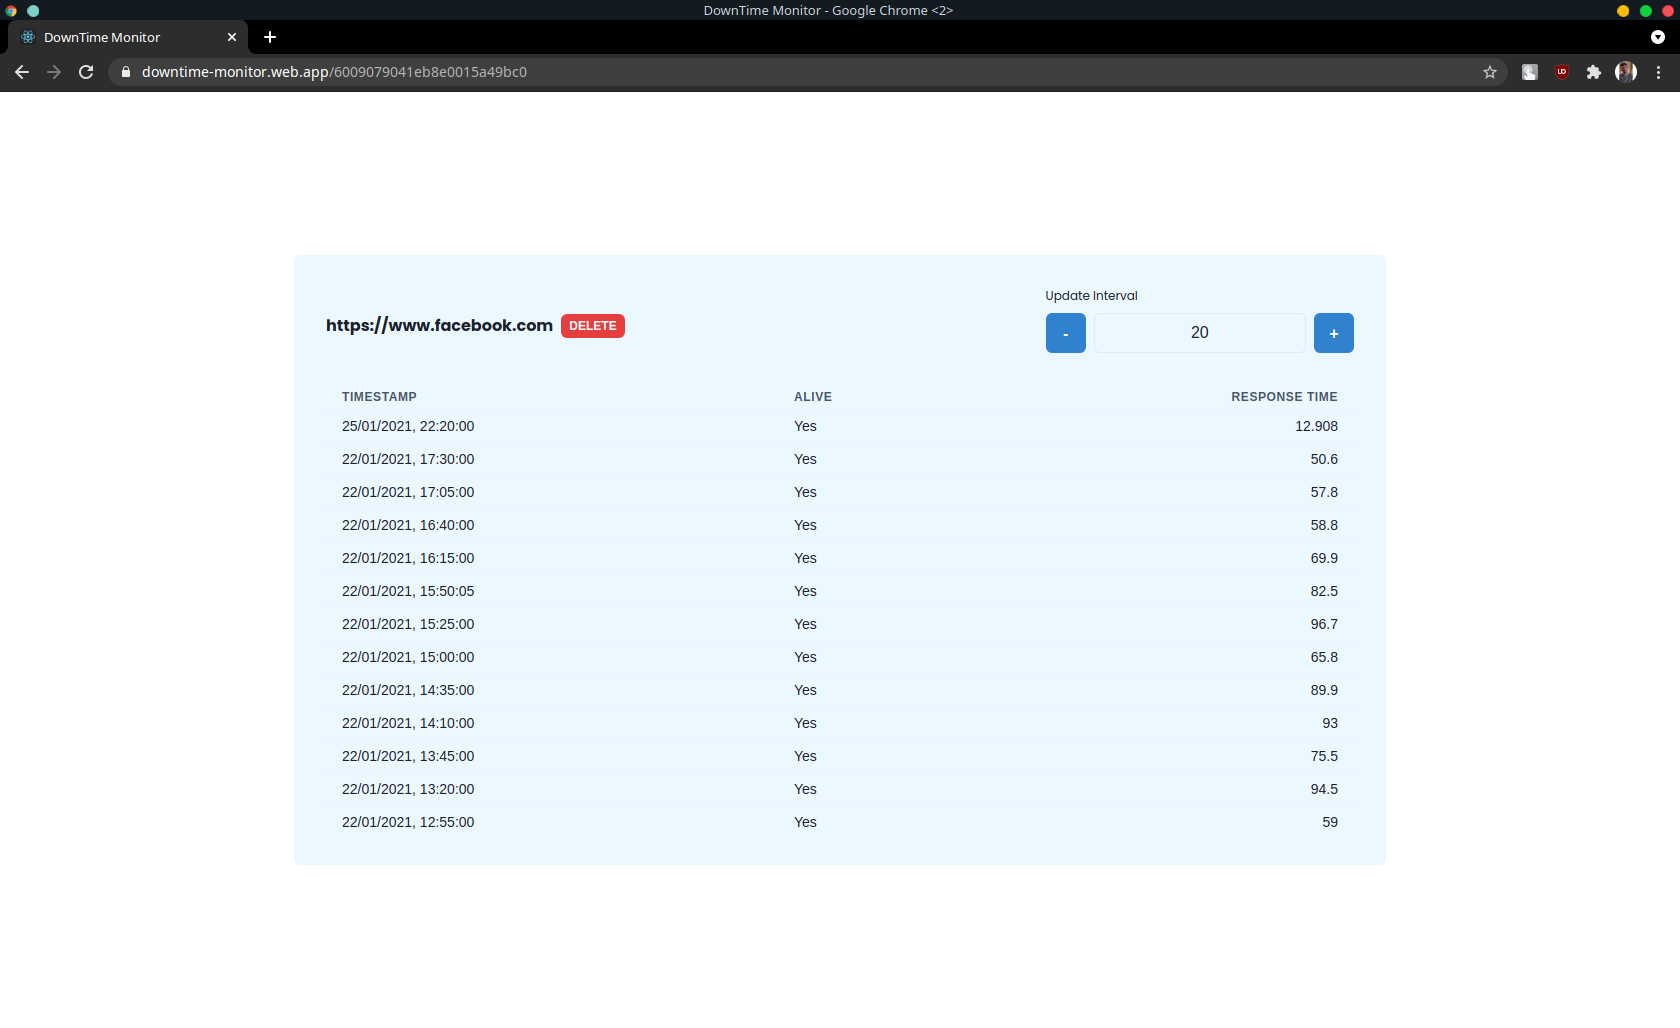 DownTime Monitor - Google Chrome <2>
DownTime Monitor
downtime-monitor.web.app/6009079041eb8e0015a49bc0
UD
Update Interval
https://www.facebook.com DELETE
- 20 +
TIMESTAMP ALIVE RESPONSE TIME
25/01/2021, 22:20:00 Yes 12.908
22/01/2021, 17:30:00 Yes 50.6
22/01/2021, 17:05:00 Yes 57.8
22/01/2021, 16:40:00 Yes 58.8
22/01/2021, 16:15:00 Yes 69.9
22/01/2021, 15:50:05 Yes 82.5
22/01/2021, 15:25:00 Yes 96.7
22/01/2021, 15:00:00 Yes 65.8
22/01/2021, 14:35:00 Yes 89.9
22/01/2021, 14:10:00 Yes 93
22/01/2021, 13:45:00 Yes 75.5
22/01/2021, 13:20:00 Yes 94.5
22/01/2021, 12:55:00 Yes 59